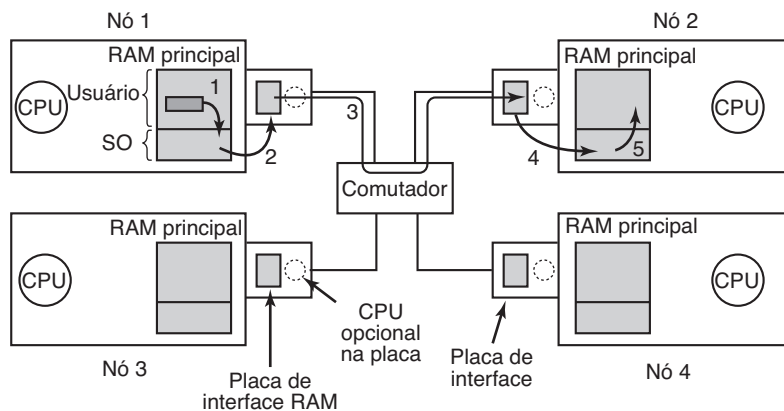 Nó 1
Nó 2
RAM principal
RAM principal
Usuário
1
CPU
CPU
SO
2
3
4
5
Comutador
RAM principal
RAM principal
CPU
CPU
CPU
opcional
na placa
Placa de
interface
Nó 3
Placa de
interface RAM
Nó 4